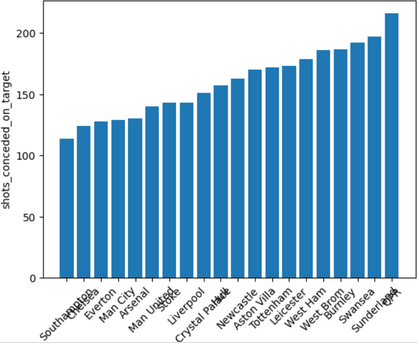 shots_conceded_on_target
200
150
100
50
0
Southampton
Chelsea
Everton
Man City
Arsenal
Man United
Stoke
Liverpool
Crystal Palace
Hull
Newcastle
Aston Villa
Tottenham
Leicester
West Ham
West Brom
Burnley
Swansea
Sunderland
QPR